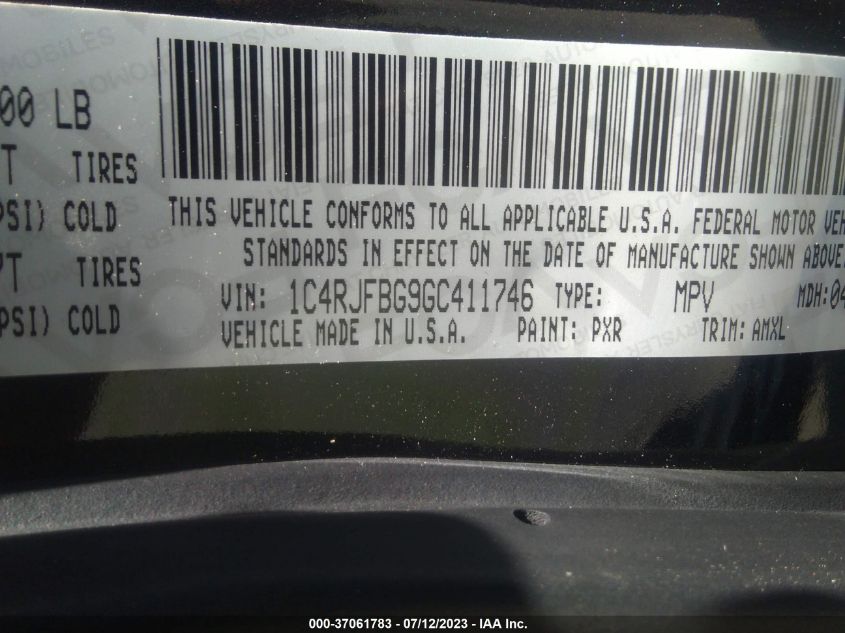 00 LB
T TIRES
PSI) COLD
PT TIRES
PSI) COLD
THIS VEHICLE CONFORMS TO ALL APPLICABLE U.S.A. FEDERAL MOTOR VEH
STANDARDS IN EFFECT ON THE DATE OF MANUFACTURE SHOWN ABOVE.
VIN: 1C4RJFBG9GC411746 TYPE: MPV MDH:04
VEHICLE MADE IN U.S.A. PAINT: PXR TRIM: AMXL
000-37061783 - 07/12/2023 - IAA Inc.